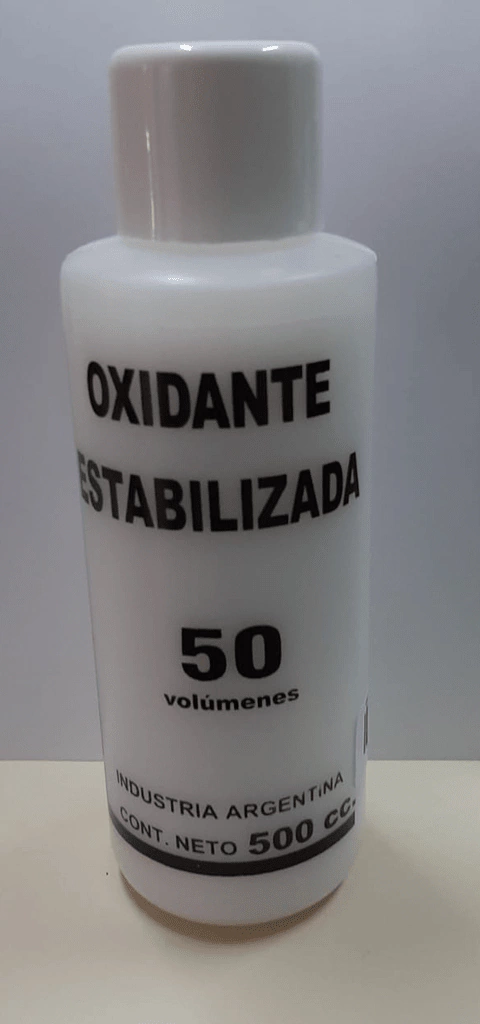 OXIDANTE
ESTABILIZADA
50
volúmenes
INDUSTRIA ARGENTINA
CONT. NETO 500 cc.